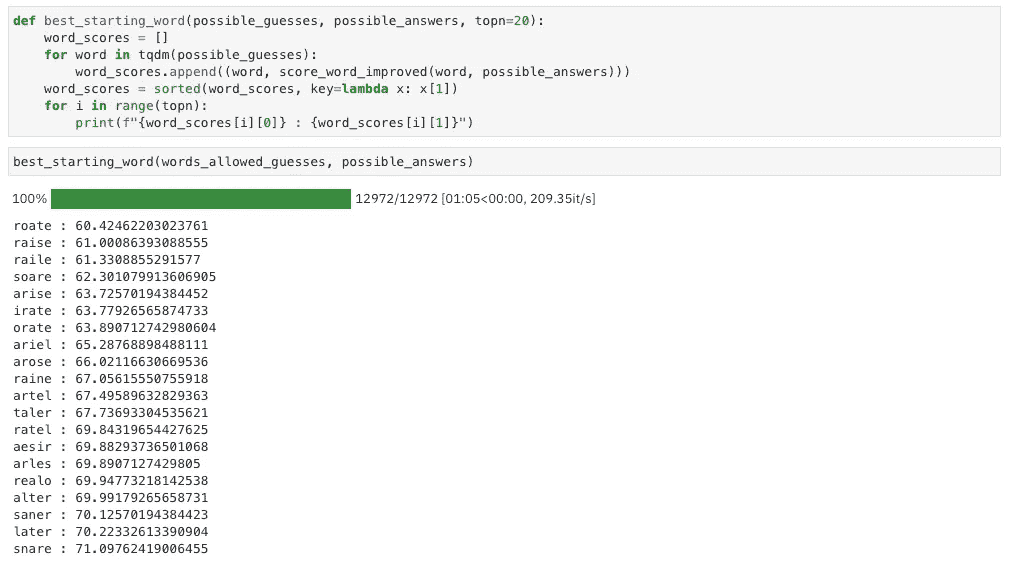 def best_starting_word(possible_guesses, possible_answers, topn=20):
    word_scores = []
    for word in tqdm(possible_guesses):
        word_scores.append((word, score_word_improved(word, possible_answers)))
    word_scores = sorted(word_scores, key=lambda x: x[1])
    for i in range(topn):
        print(f"{word_scores[i][0]} : {word_scores[i][1]}")
best_starting_word(words_allowed_guesses, possible_answers)
100% 12972/12972 [01:05<00:00, 209.35it/s]
roate : 60.42462203023761
raise : 61.00086393088555
raile : 61.3308855291577
soare : 62.301079913606905
arise : 63.72570194384452
irate : 63.77926565874733
orate : 63.890712742980604
ariel : 65.28768898488111
arose : 66.02116630669536
raine : 67.05615550755918
artel : 67.49589632829363
taler : 67.73693304535621
ratel : 69.84319654427625
aesir : 69.88293736501068
arles : 69.8907127429805
realo : 69.94773218142538
alter : 69.99179265658731
saner : 70.12570194384423
later : 70.22332613390904
snare : 71.09762419006455